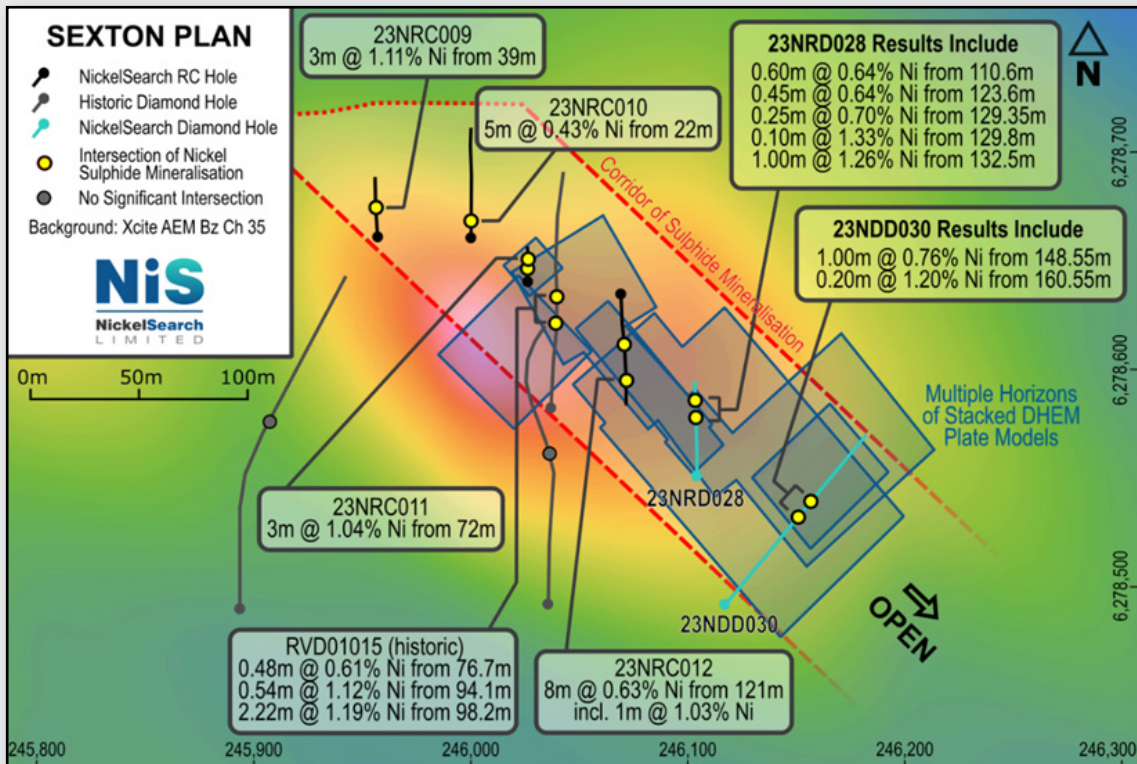 SEXTON PLAN
NickelSearch RC Hole
Historic Diamond Hole
NickelSearch Diamond Hole
Intersection of Nickel
Sulphide Mineralisation
No Significant Intersection
Background: Xcite AEM Bz Ch 35
NiS
NickelSearch
LIMITED
0m 50m 100m
23NRC009
3m @ 1.11% Ni from 39m
23NRC010
5m @ 0.43% Ni from 22m
23NRD028 Results Include
0.60m @ 0.64% Ni from 110.6m
0.45m @ 0.64% Ni from 123.6m
0.25m @ 0.70% Ni from 129.35m
0.10m @ 1.33% Ni from 129.8m
1.00m @ 1.26% Ni from 132.5m
N
6,278,700
Corridor of Sulphide Mineralisation
23NDD030 Results Include
1.00m @ 0.76% Ni from 148.55m
0.20m @ 1.20% Ni from 160.55m
6,278,600
Multiple Horizons
of Stacked DHEM
Plate Models
23NRC011
3m @ 1.04% Ni from 72m
23NRD028
6,278,500
23NDD030
OPEN
RVD01015 (historic)
0.48m @ 0.61% Ni from 76.7m
0.54m @ 1.12% Ni from 94.1m
2.22m @ 1.19% Ni from 98.2m
23NRC012
8m @ 0.63% Ni from 121m
incl. 1m @ 1.03% Ni
245,800 245,900 246,000 246,100 246,200 246,300